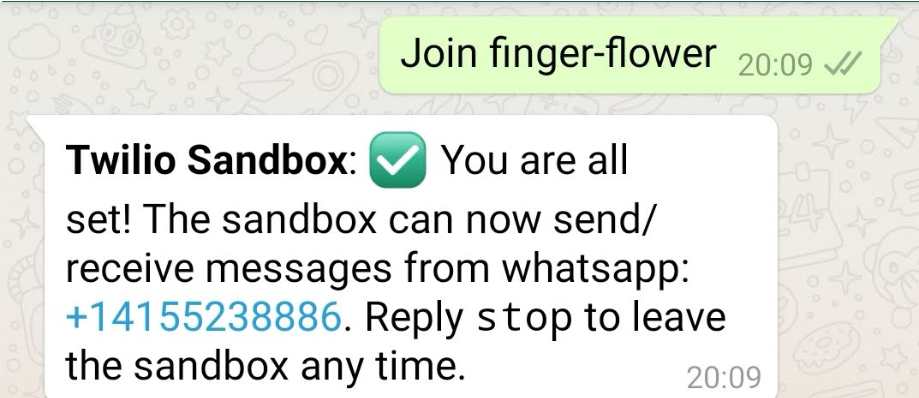 Join finger-flower 20:09
Twilio Sandbox: ✅ You are all
set! The sandbox can now send/
receive messages from whatsapp:
+14155238886. Reply stop to leave
the sandbox any time. 20:09